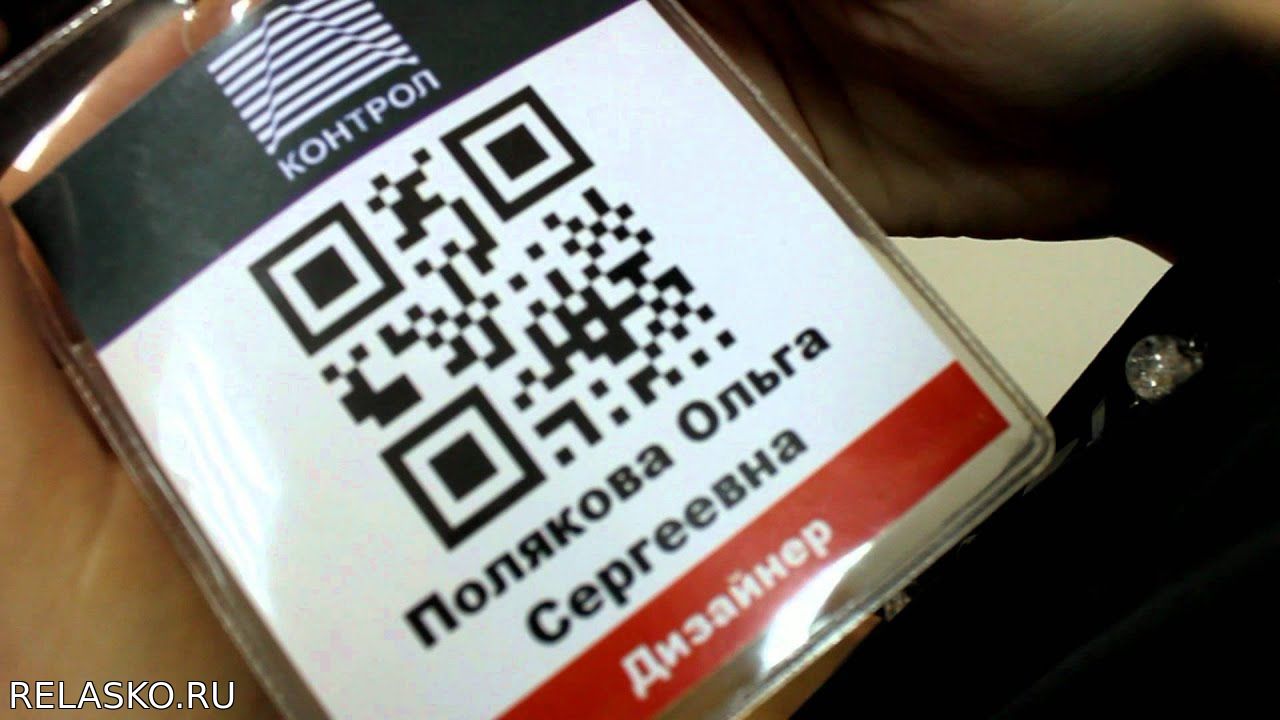 КОНТРОЛ
Полякова Ольга
Сергеевна
Дизайнер
RELASKO.RU